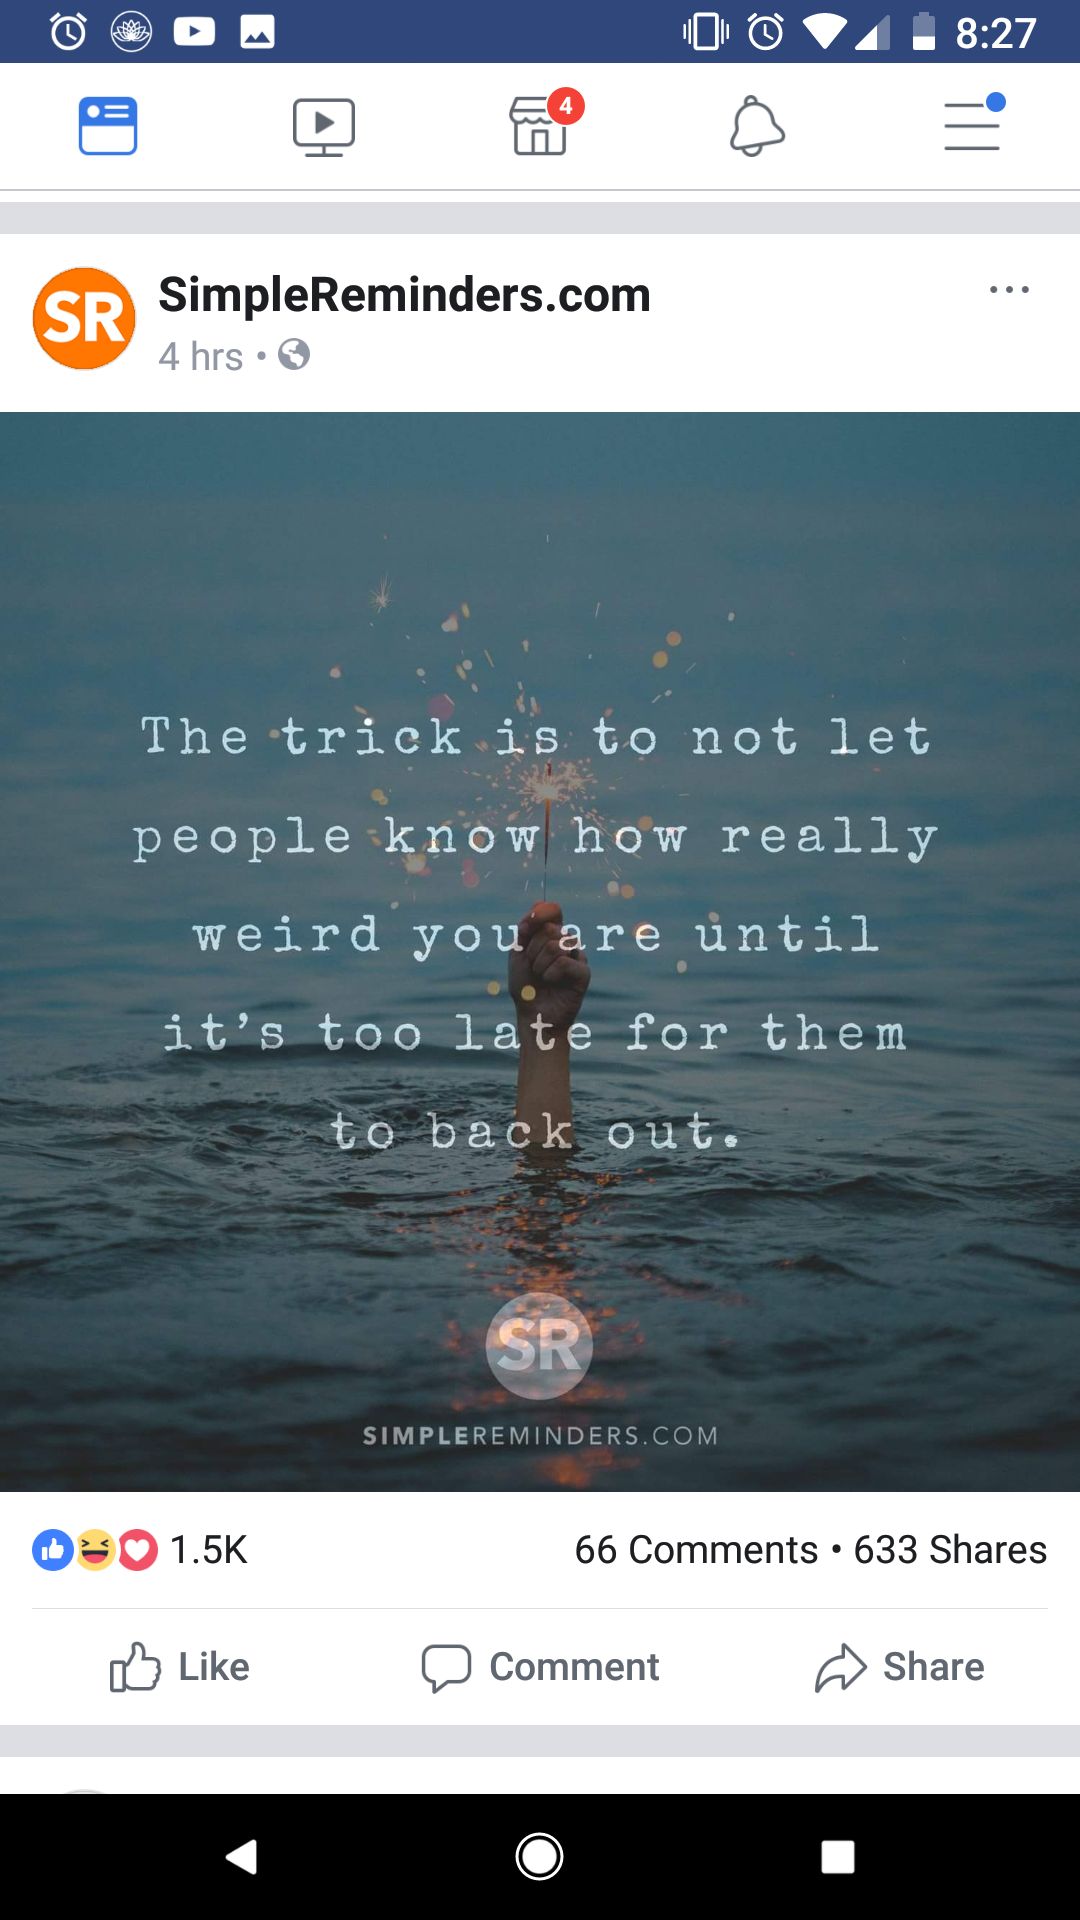 8:27
4
SR
SimpleReminders.com
4 hrs •
The trick is to not let
people know how really
weird you are until
it’s too late for them
to back out.
SR
SIMPLEREMINDERS.COM
1.5K
66 Comments • 633 Shares
Like
Comment
Share